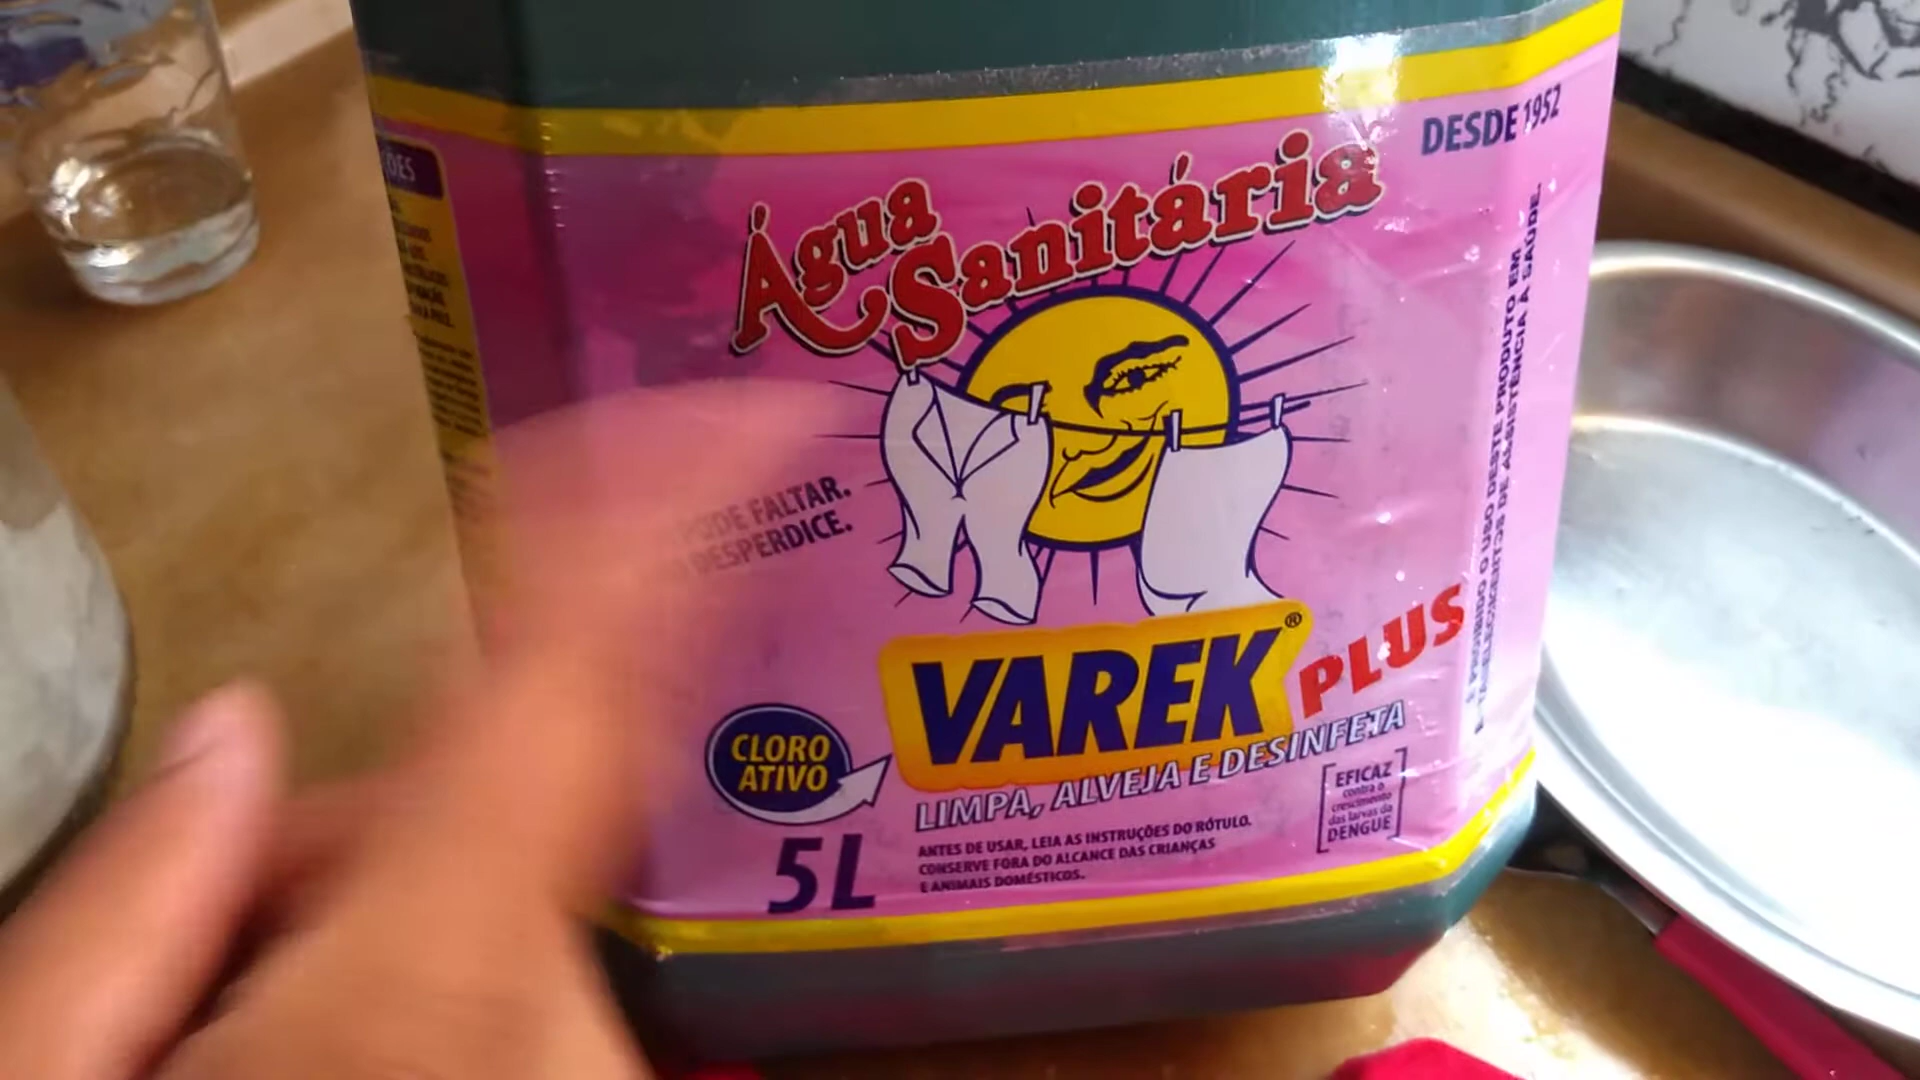 DESDE 1952
Água
Sanitária
PODE FALTAR.
DESPERDICE.
VAREK®
PLUS
LIMPA, ALVEJA E DESINFETA
CLORO
ATIVO
5L
ANTES DE USAR, LEIA AS INSTRUÇÕES DO RÓTULO.
CONSERVE FORA DO ALCANCE DAS CRIANÇAS
E ANIMAIS DOMÉSTICOS.
EFICAZ
contra o
crescimento
das larvas da
DENGUE
É PROIBIDO O USO DESTE PRODUTO EM
ESTABELECIMENTOS DE ASSISTÊNCIA À SAÚDE.